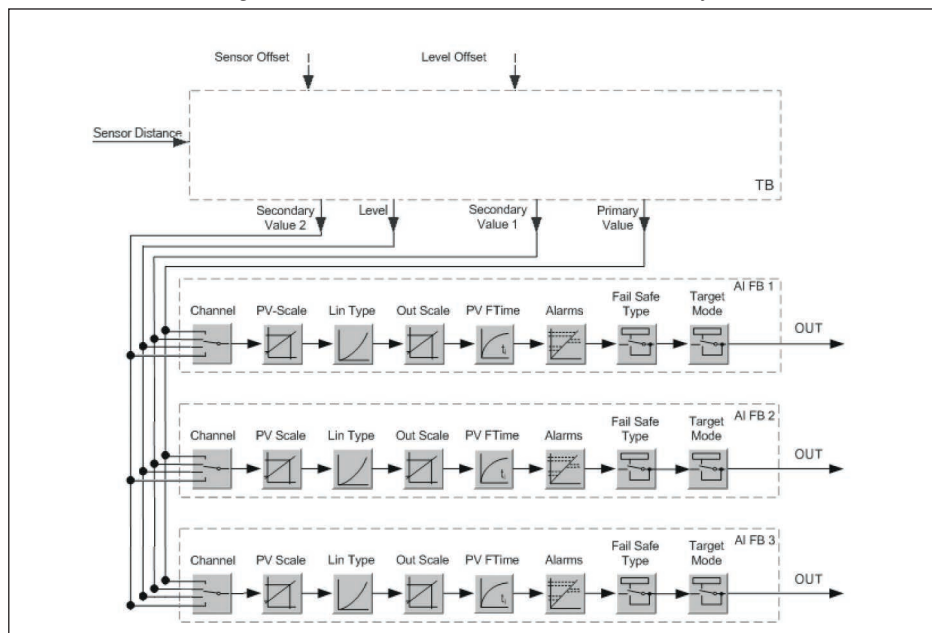 Sensor Offset
Level Offset
Sensor Distance
TB
Secondary
Value 2
Level
Secondary
Value 1
Primary
Value
AI FB 1
Channel
PV-Scale
Lin Type
Out Scale
PV FTime
Alarms
Fail Safe
Type
Target
Mode
OUT
AI FB 2
Channel
PV Scale
Lin Type
Out Scale
PV FTime
Alarms
Fail Safe
Type
Target
Mode
OUT
AI FB 3
Channel
PV Scale
Lin Type
Out Scale
PV FTime
Alarms
Fail Safe
Type
Target
Mode
OUT